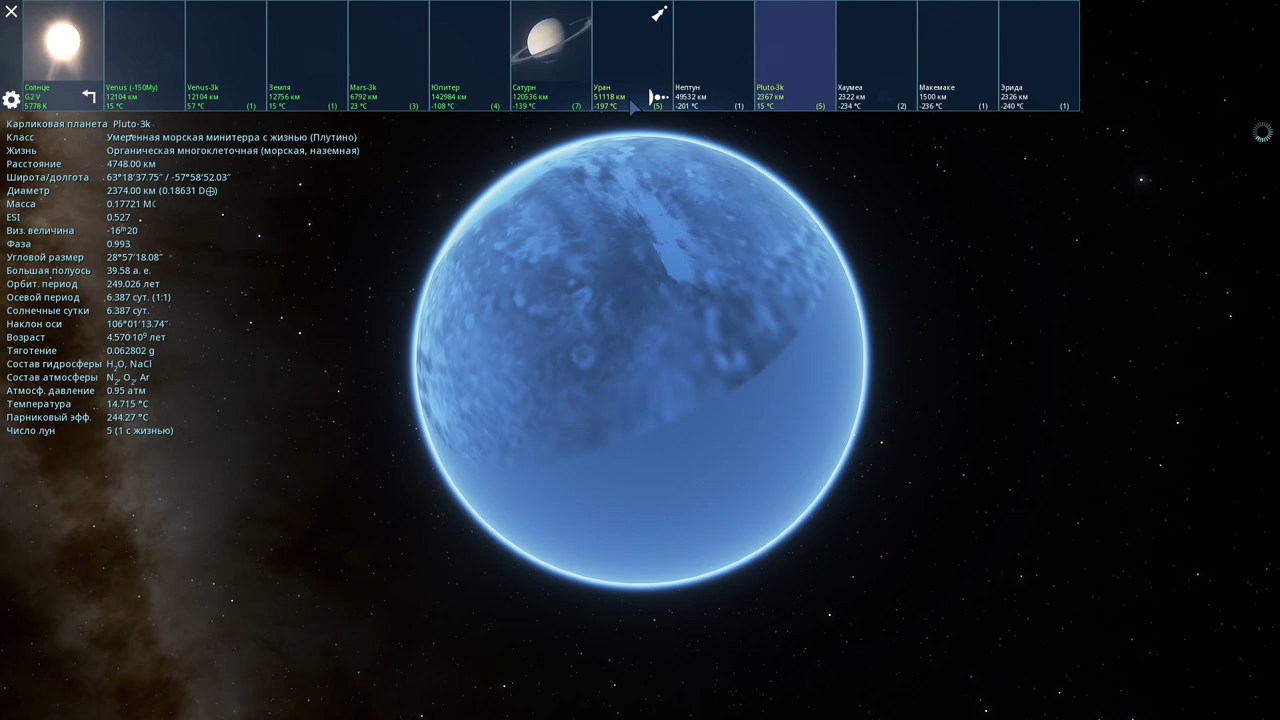 Солнце
G2 V
5778 K
Venus (-150My)
12104 km
15 °C
Venus-3k
12104 km
57 °C (1)
Земля
12756 км
15 °C (1)
Mars-3k
6792 км
23 °C (3)
Юпитер
142984 км
-108 °C (4)
Сатурн
120536 км
-139 °C (7)
Уран
51118 км
-197 °C (5)
Нептун
49532 км
-201 °C (1)
Pluto-3k
2367 км
15 °C (5)
Хаумеа
2322 км
-234 °C (2)
Макемаке
1500 км
-236 °C (1)
Эрида
2326 км
-240 °C (1)
Карликовая планета Pluto-3k
Класс Умеренная морская минитерра с жизнью (Плутино)
Жизнь Органическая многоклеточная (морская, наземная)
Расстояние 4748.00 км
Широта/долгота 63°18′37.75″ / -57°58′52.03″
Диаметр 2374.00 км (0.18631 D⊕)
Масса 0.17721 M☾
ESI 0.527
Виз. величина -16ᵐ20
Фаза 0.993
Угловой размер 28°57′18.08″
Большая полуось 39.58 а. е.
Орбит. период 249.026 лет
Осевой период 6.387 сут. (1:1)
Солнечные сутки 6.387 сут.
Наклон оси 106°01′13.74″
Возраст 4.570·10⁹ лет
Тяготение 0.062802 g
Состав гидросферы H₂O, NaCl
Состав атмосферы N₂, O₂, Ar
Атмосф. давление 0.95 атм
Температура 14.715 °C
Парниковый эфф. 244.27 °C
Число лун 5 (1 с жизнью)